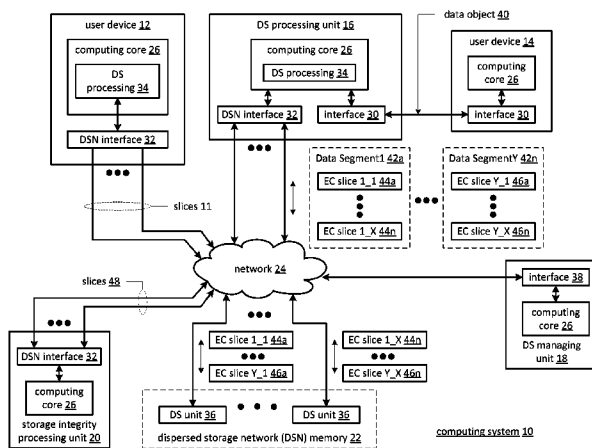 user device 12
computing core 26
DS
processing 34
DSN interface 32
DS processing unit 16
computing core 26
DS processing 34
DSN interface 32
interface 30
data object 40
user device 14
computing
core 26
interface 30
slices 11
Data Segment1 42a
EC slice 1_1 44a
EC slice 1_X 44n
Data SegmentY 42n
EC slice Y_1 46a
EC slice Y_X 46n
network 24
slices 48
interface 38
computing
core 26
DS managing
unit 18
DSN interface 32
computing
core 26
storage integrity
processing unit 20
EC slice 1_1 44a
EC slice Y_1 46a
EC slice 1_X 44n
EC slice Y_X 46n
DS unit 36
DS unit 36
dispersed storage network (DSN) memory 22
computing system 10